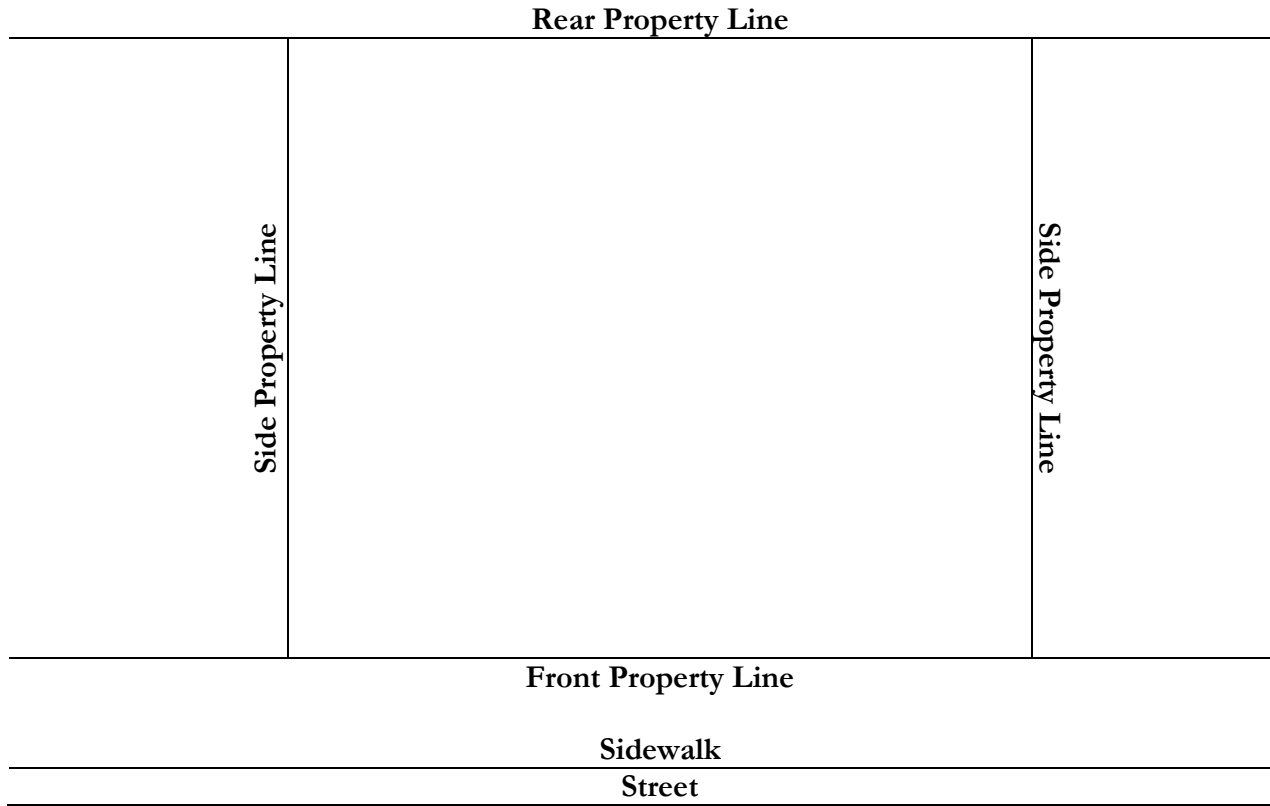 Rear Property Line
Side Property Line
Side Property Line
Front Property Line
Sidewalk
Street